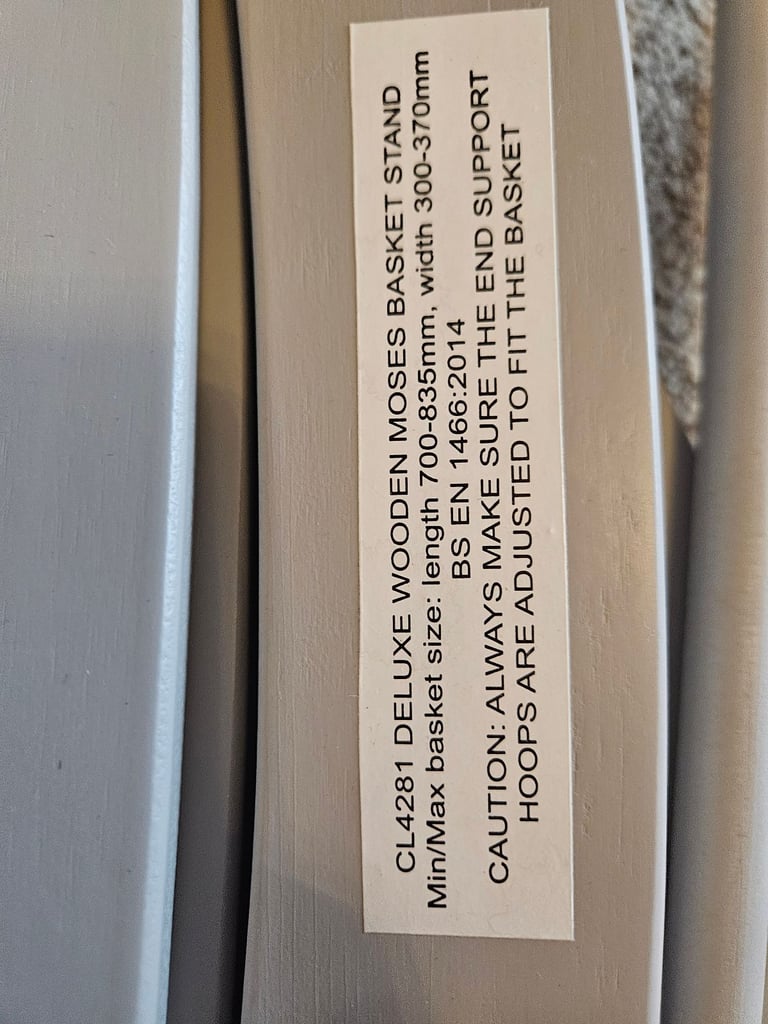 CL4281 DELUXE WOODEN MOSES BASKET STAND
Min/Max basket size: length 700-835mm, width 300-370mm
BS EN 1466:2014
CAUTION: ALWAYS MAKE SURE THE END SUPPORT
HOOPS ARE ADJUSTED TO FIT THE BASKET